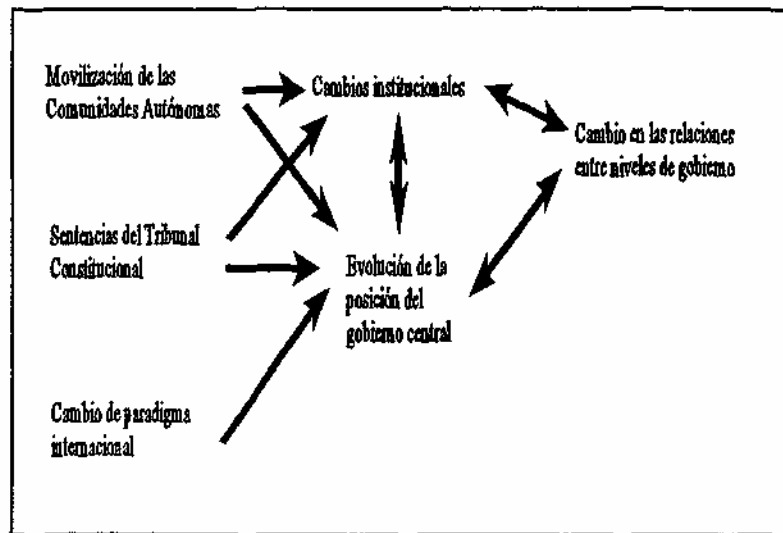 Movilización de las
Comunidades Autónomas
Cambios institucionales
Cambio en las relaciones
entre niveles de gobierno
Sentencias del Tribunal
Constitucional
Evolución de la
posición del
gobierno central
Cambio de paradigma
internacional